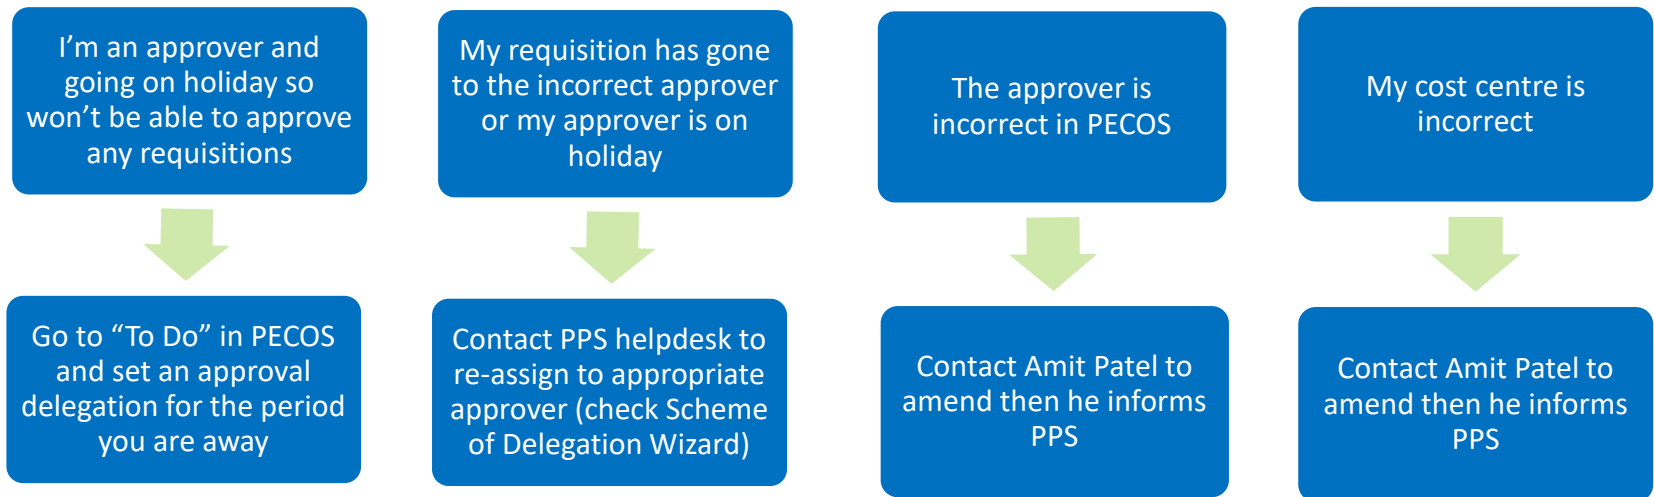 I'm an approver and
going on holiday so
won't be able to approve
any requisitions
Go to “To Do” in PECOS
and set an approval
delegation for the period
you are away
My requisition has gone
to the incorrect approver
or my approver is on
holiday
Contact PPS helpdesk to
re-assign to appropriate
approver (check Scheme
of Delegation Wizard)
The approver is
incorrect in PECOS
Contact Amit Patel to
amend then he informs
PPS
My cost centre is
incorrect
Contact Amit Patel to
amend then he informs
PPS